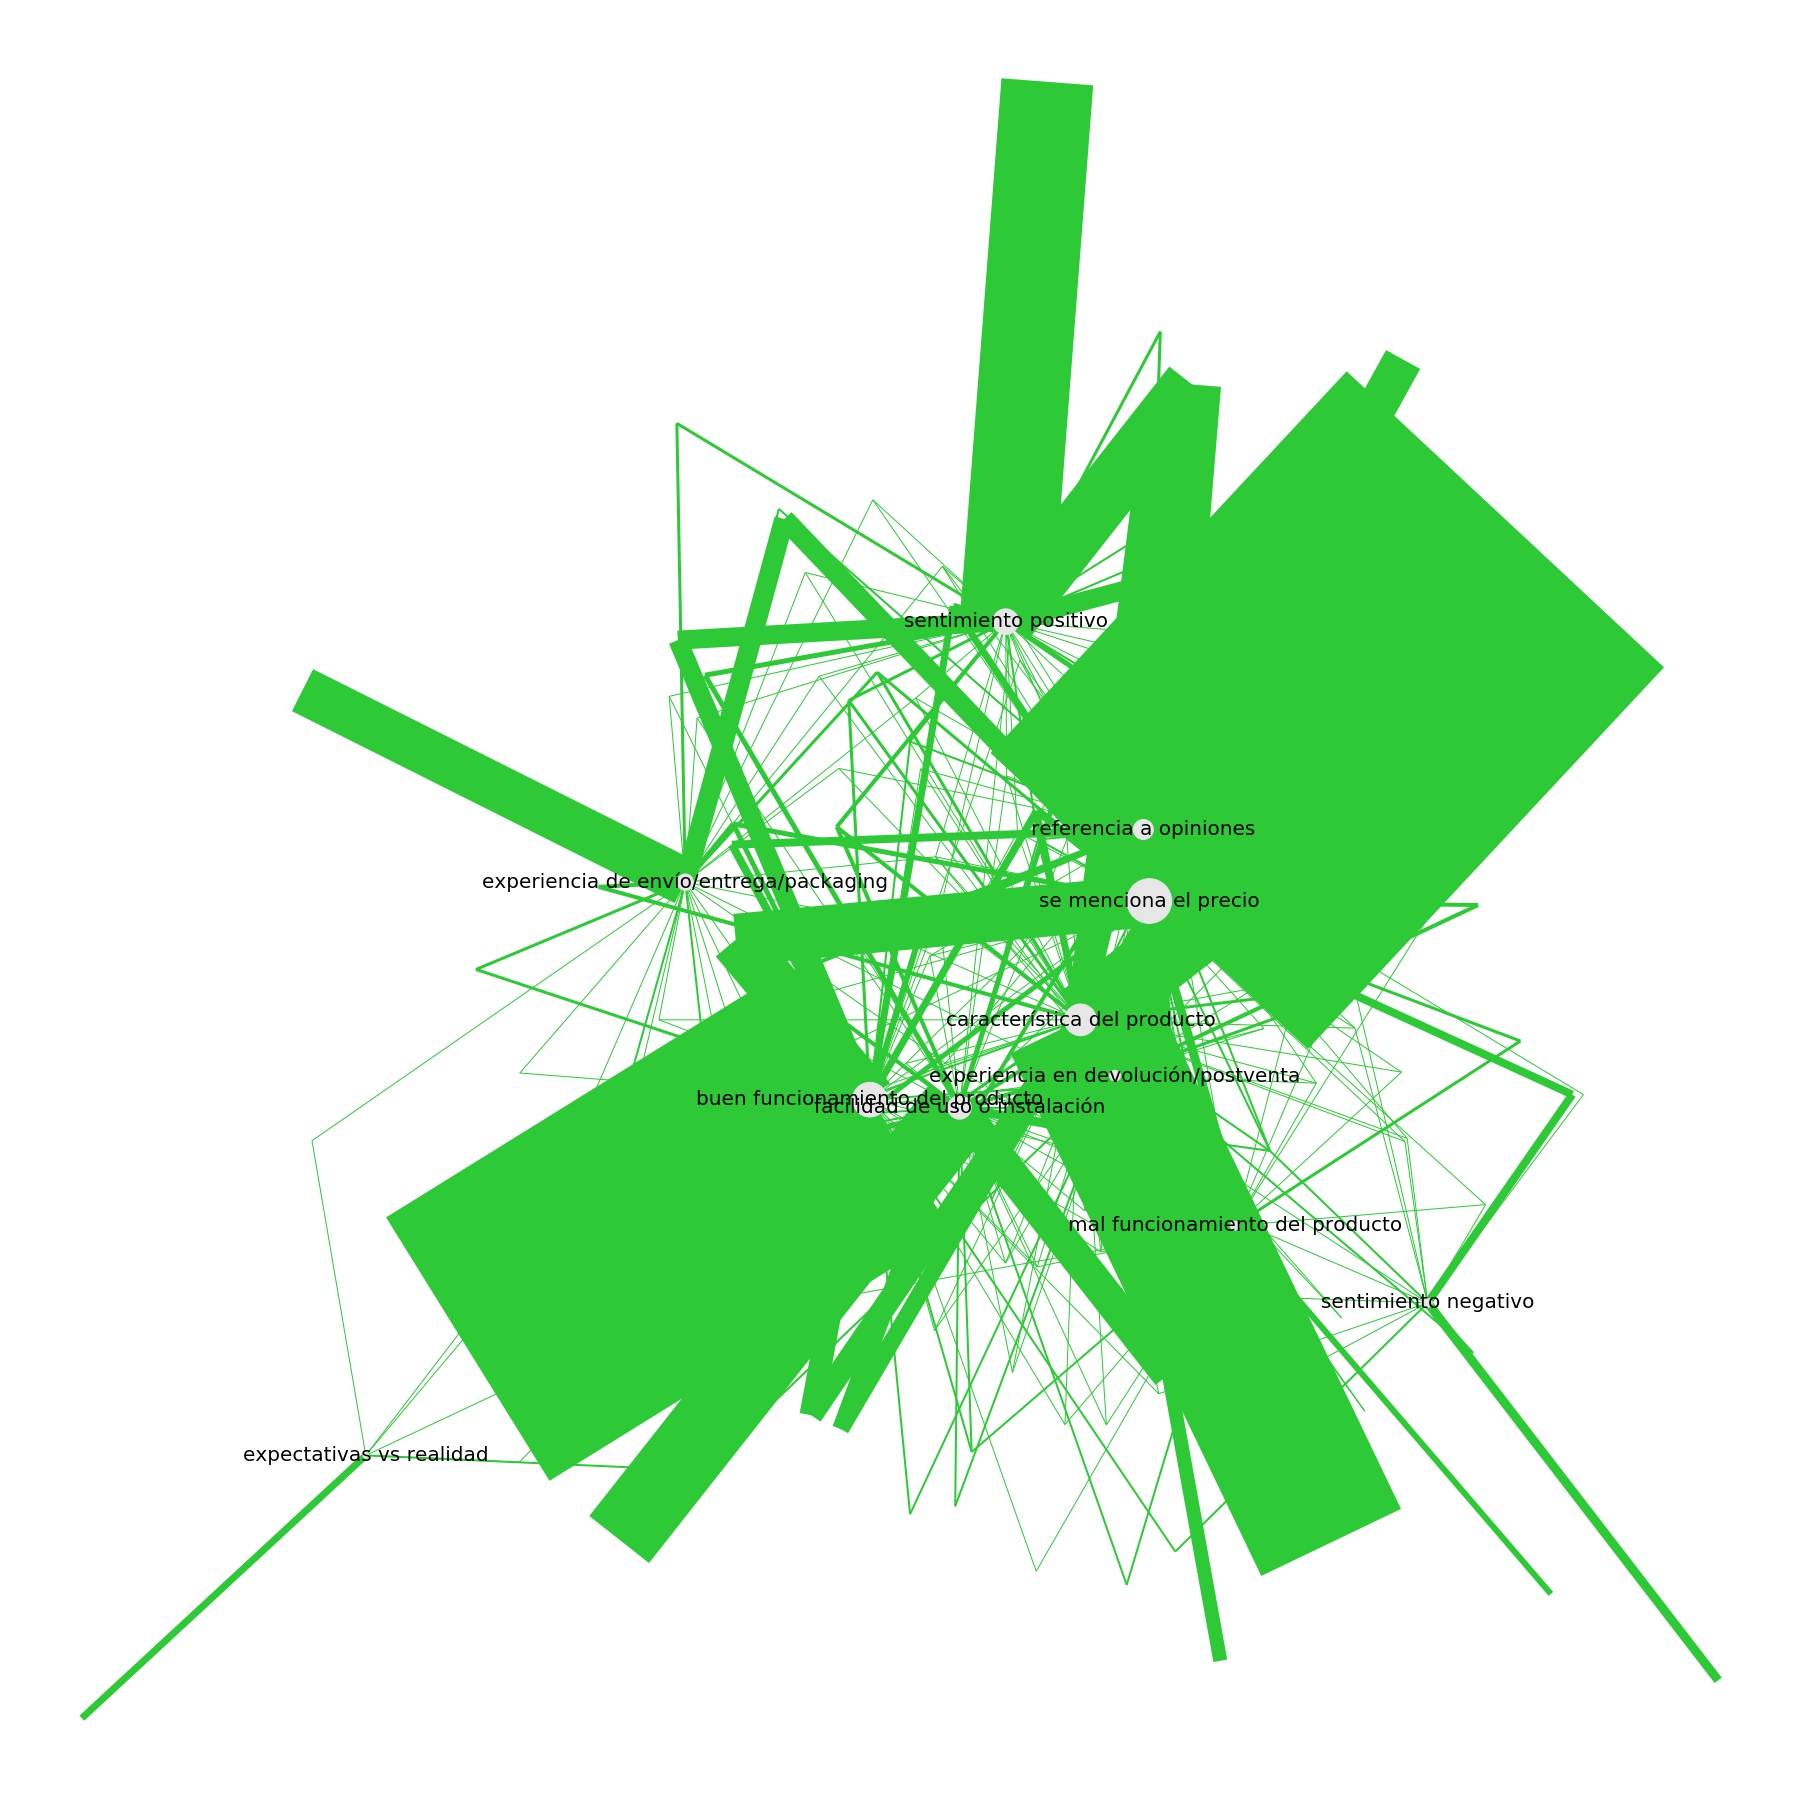 sentimiento positivo
referencia a opiniones
experiencia de envío/entrega/packaging
se menciona el precio
característica del producto
experiencia en devolución/postventa
buen funcionamiento del producto
facilidad de uso o instalación
mal funcionamiento del producto
sentimiento negativo
expectativas vs realidad